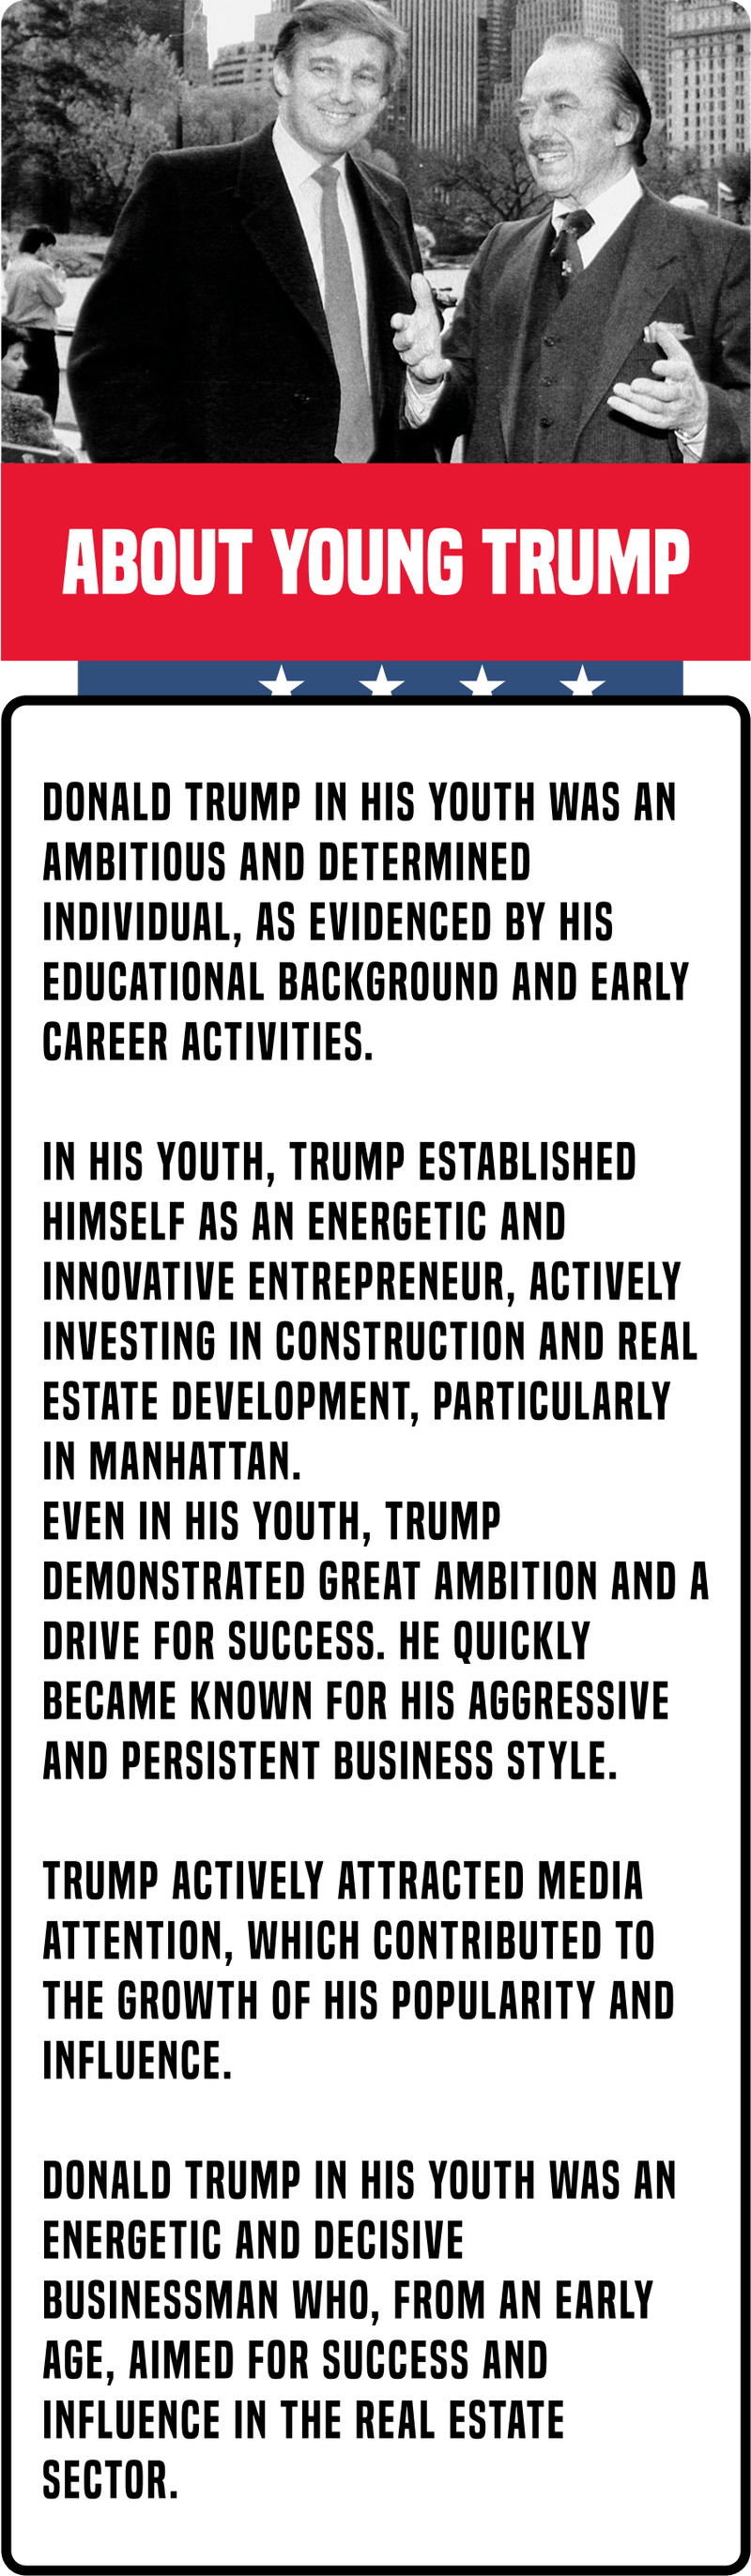 ABOUT YOUNG TRUMP
DONALD TRUMP IN HIS YOUTH WAS AN
AMBITIOUS AND DETERMINED
INDIVIDUAL, AS EVIDENCED BY HIS
EDUCATIONAL BACKGROUND AND EARLY
CAREER ACTIVITIES.
IN HIS YOUTH, TRUMP ESTABLISHED
HIMSELF AS AN ENERGETIC AND
INNOVATIVE ENTREPRENEUR, ACTIVELY
INVESTING IN CONSTRUCTION AND REAL
ESTATE DEVELOPMENT, PARTICULARLY
IN MANHATTAN.
EVEN IN HIS YOUTH, TRUMP
DEMONSTRATED GREAT AMBITION AND A
DRIVE FOR SUCCESS. HE QUICKLY
BECAME KNOWN FOR HIS AGGRESSIVE
AND PERSISTENT BUSINESS STYLE.
TRUMP ACTIVELY ATTRACTED MEDIA
ATTENTION, WHICH CONTRIBUTED TO
THE GROWTH OF HIS POPULARITY AND
INFLUENCE.
DONALD TRUMP IN HIS YOUTH WAS AN
ENERGETIC AND DECISIVE
BUSINESSMAN WHO, FROM AN EARLY
AGE, AIMED FOR SUCCESS AND
INFLUENCE IN THE REAL ESTATE
SECTOR.